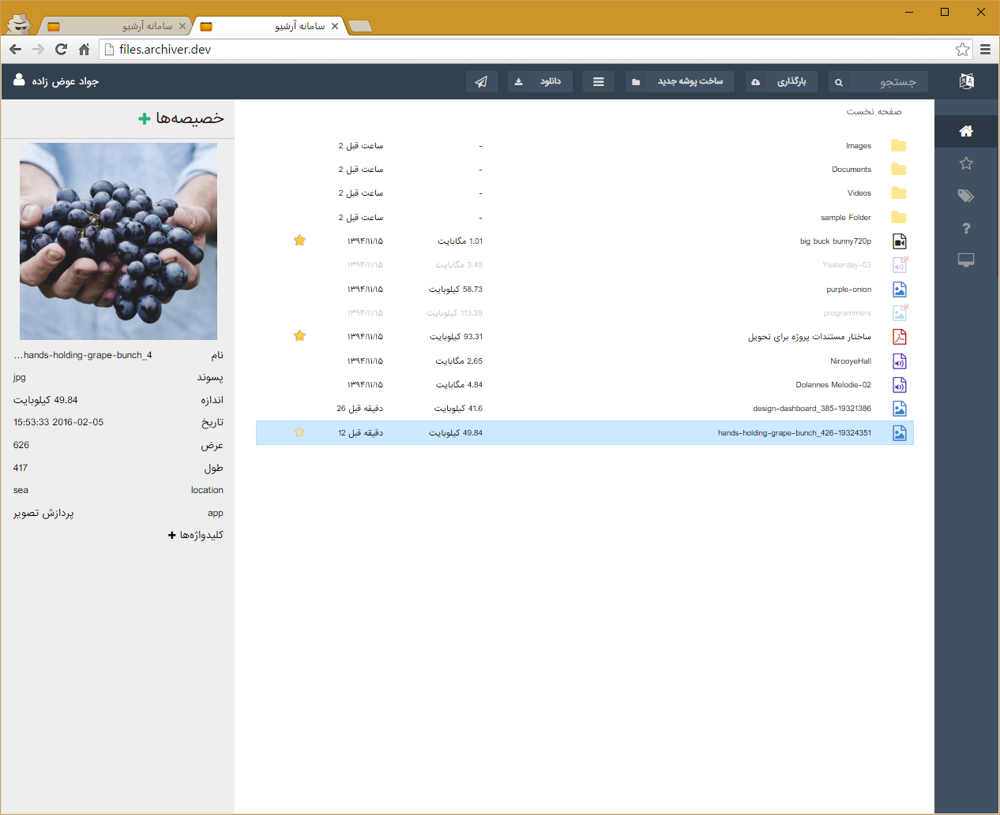 سامانه آرشیو
سامانه آرشیو
files.archiver.dev
جستجو
بارگذاری
ساخت پوشه جدید
دانلود
جواد عوض زاده
صفحه نخست
Images - 2 ساعت قبل
Documents - 2 ساعت قبل
Videos - 2 ساعت قبل
sample Folder - 2 ساعت قبل
big buck bunny720p 1.01 مگابایت ۱۳۹۴/۱۱/۱۵
Yesterday-03 3.45 مگابایت ۱۳۹۴/۱۱/۱۵
purple-onion 58.73 کیلوبایت ۱۳۹۴/۱۱/۱۵
programmers 113.39 کیلوبایت ۱۳۹۴/۱۱/۱۵
ساختار مستندات پروژه برای تحویل 93.31 کیلوبایت ۱۳۹۴/۱۱/۱۵
NirooyeHall 2.65 مگابایت ۱۳۹۴/۱۱/۱۵
Dolannes Melodie-02 4.84 مگابایت ۱۳۹۴/۱۱/۱۵
design-dashboard_385-19321386 41.6 کیلوبایت 26 دقیقه قبل
hands-holding-grape-bunch_426-19324351 49.84 کیلوبایت 12 دقیقه قبل
خصیصه‌ها
نام hands-holding-grape-bunch_4...
پسوند jpg
اندازه 49.84 کیلوبایت
تاریخ 2016-02-05 15:53:33
عرض 626
طول 417
location sea
app پردازش تصویر
کلیدواژه‌ها